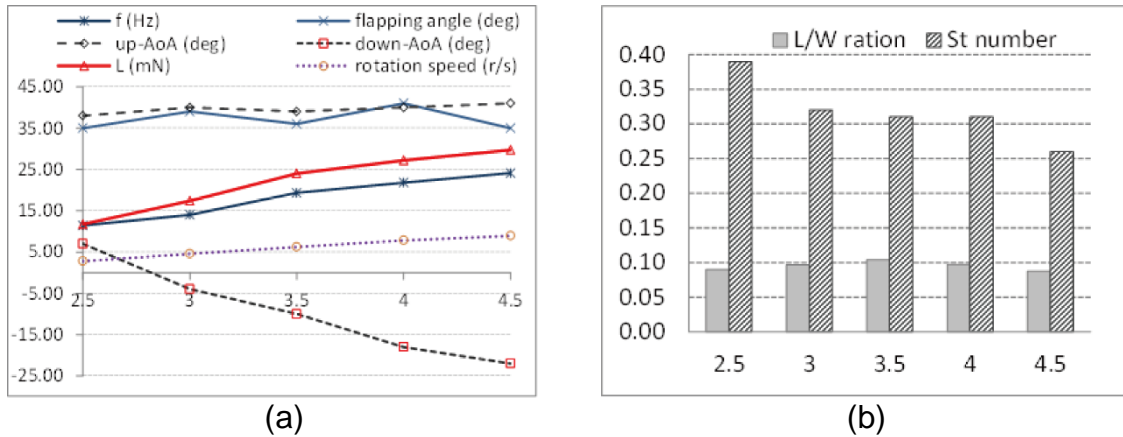 f (Hz) flapping angle (deg)
up-AoA (deg) down-AoA (deg)
L (mN) rotation speed (r/s)
45.00
35.00
25.00
15.00
5.00
-5.00
-15.00
-25.00
2.5 3 3.5 4 4.5
(a)
L/W ration St number
0.40
0.35
0.30
0.25
0.20
0.15
0.10
0.05
0.00
2.5 3 3.5 4 4.5
(b)